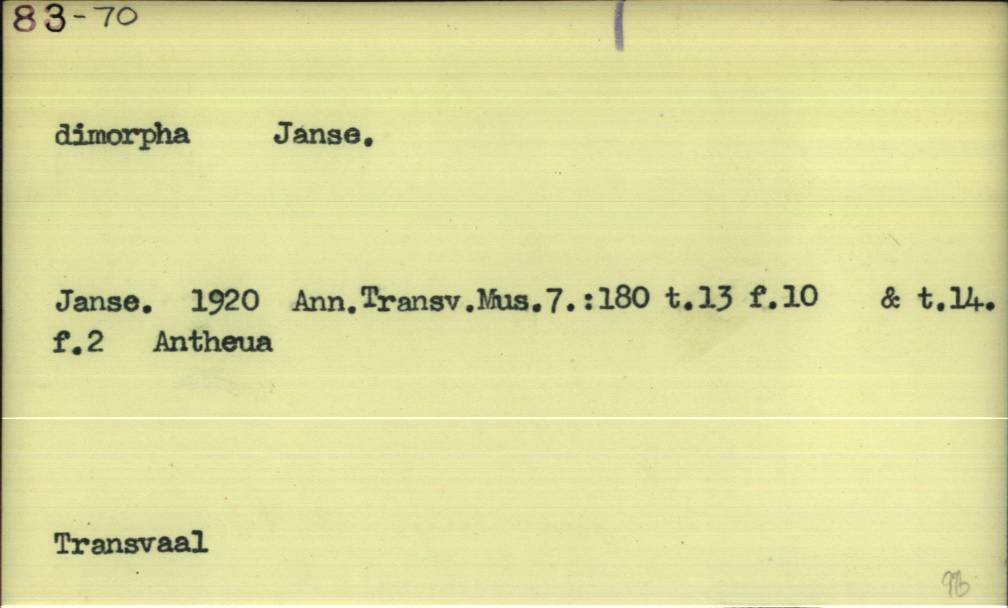 83-70
dimorpha Janse.
Janse. 1920 Ann.Transv.Mus.7.:180 t.13 f.10 & t.14.
f.2 Antheua
Transvaal